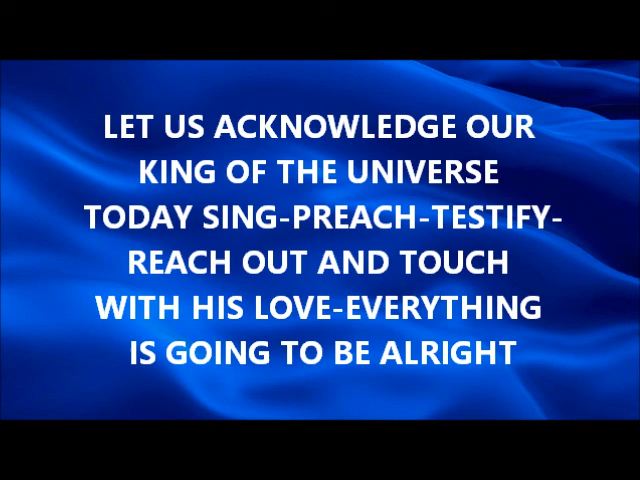 LET US ACKNOWLEDGE OUR
KING OF THE UNIVERSE
TODAY SING-PREACH-TESTIFY-
REACH OUT AND TOUCH
WITH HIS LOVE-EVERYTHING
IS GOING TO BE ALRIGHT